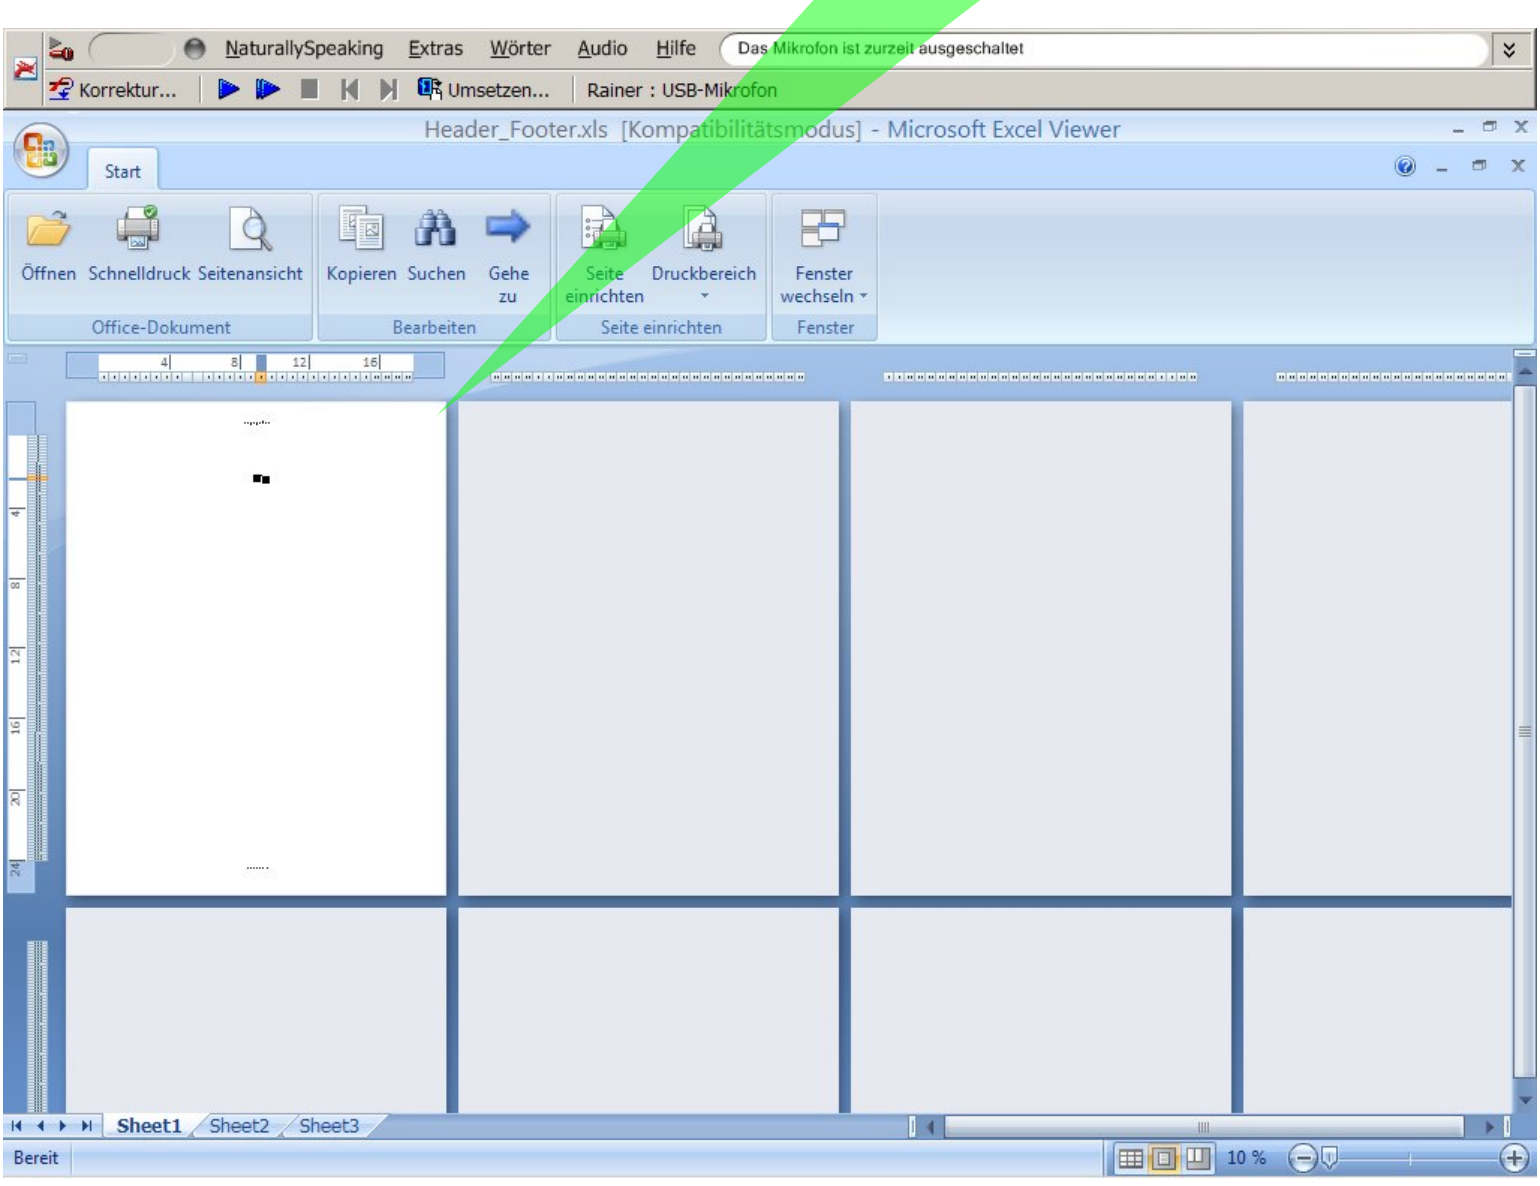 NaturallySpeaking Extras Wörter Audio Hilfe Das Mikrofon ist zurzeit ausgeschaltet
Korrektur... Umsetzen... Rainer : USB-Mikrofon
Header_Footer.xls [Kompatibilitätsmodus] - Microsoft Excel Viewer
Start
Öffnen Schnelldruck Seitenansicht Kopieren Suchen Gehe zu Seite einrichten Druckbereich Fenster wechseln
Office-Dokument Bearbeiten Seite einrichten Fenster
4 8 12 16
4
8
12
16
20
24
Sheet1 Sheet2 Sheet3
Bereit 10 %